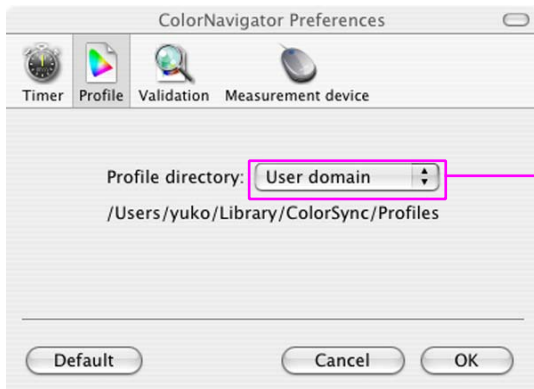 ColorNavigator Preferences
Timer Profile Validation Measurement device
Profile directory: User domain
/Users/yuko/Library/ColorSync/Profiles
Default Cancel OK